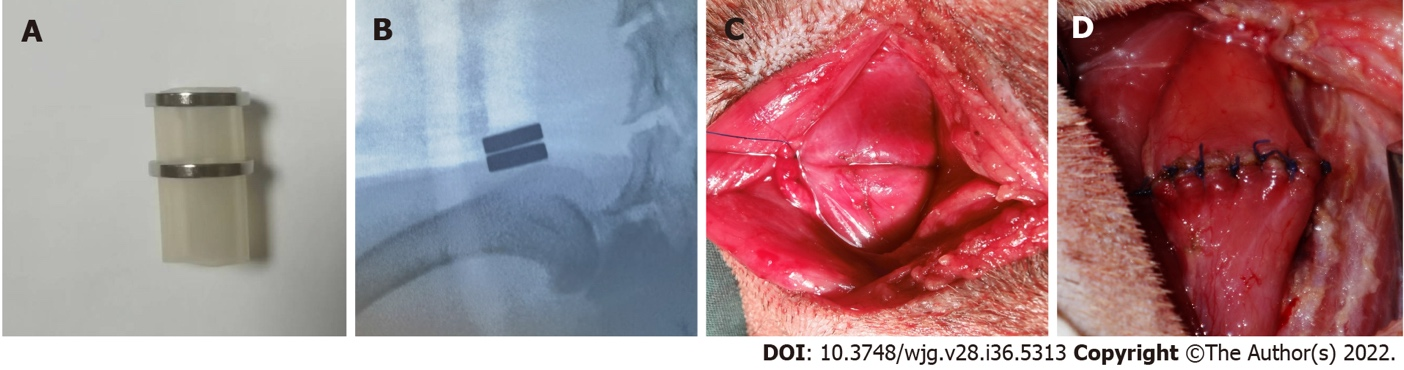 A
B
C
D
DOI: 10.3748/wjg.v28.i36.5313 Copyright ©The Author(s) 2022.